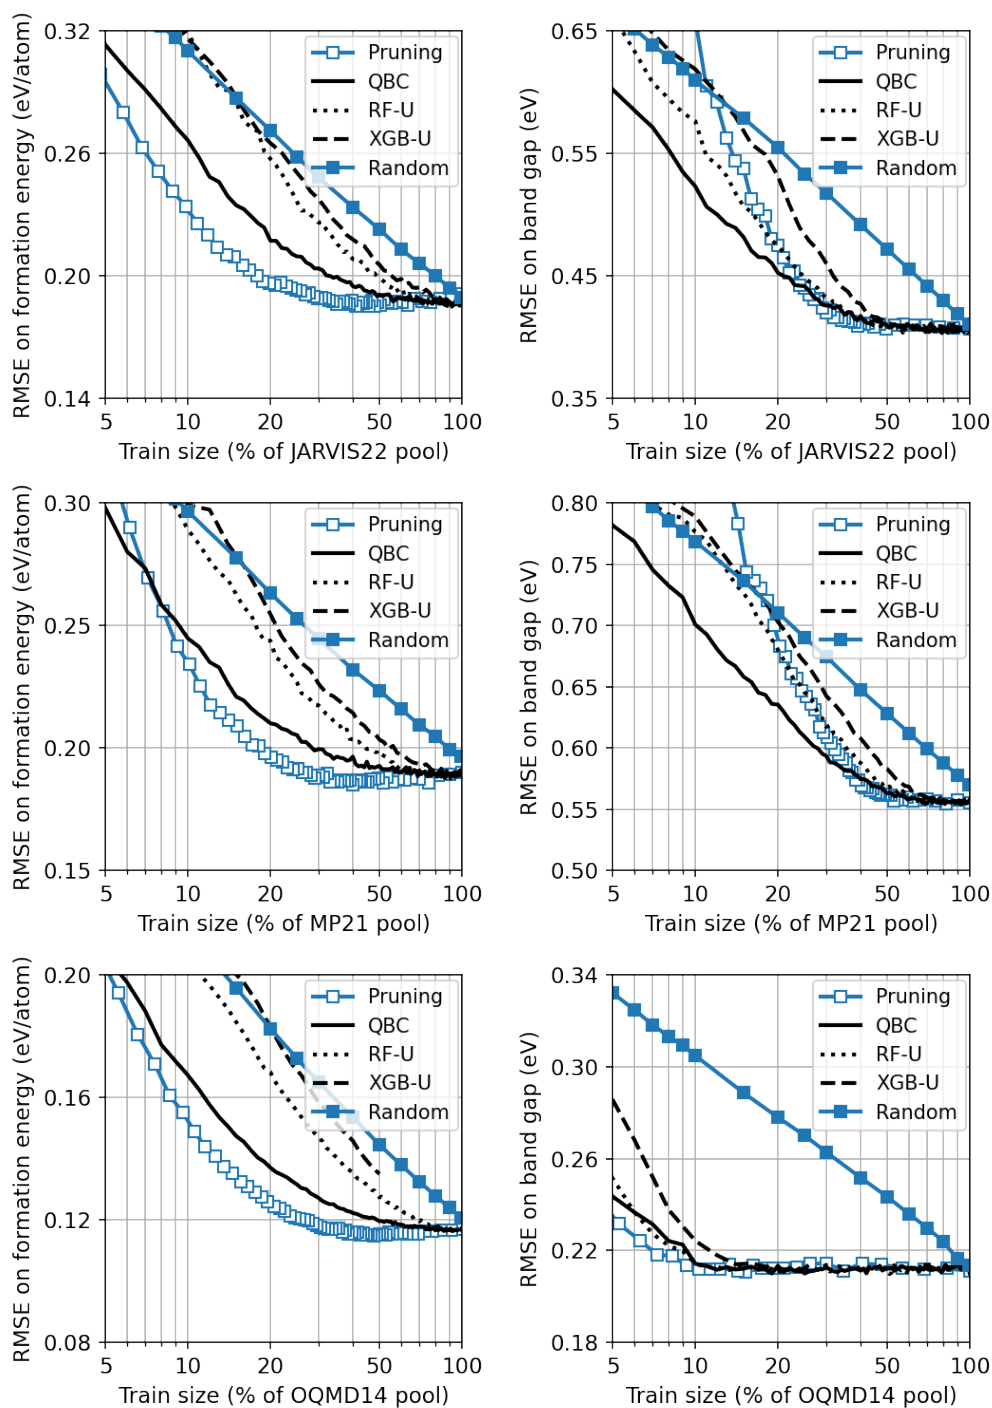 RMSE on formation energy (eV/atom)
0.32
0.26
0.20
0.14
5
10
20
50
100
Train size (% of JARVIS22 pool)
Pruning
QBC
RF-U
XGB-U
Random
RMSE on band gap (eV)
0.65
0.55
0.45
0.35
5
10
20
50
100
Train size (% of JARVIS22 pool)
Pruning
QBC
RF-U
XGB-U
Random
RMSE on formation energy (eV/atom)
0.30
0.25
0.20
0.15
5
10
20
50
100
Train size (% of MP21 pool)
Pruning
QBC
RF-U
XGB-U
Random
RMSE on band gap (eV)
0.80
0.75
0.70
0.65
0.60
0.55
0.50
5
10
20
50
100
Train size (% of MP21 pool)
Pruning
QBC
RF-U
XGB-U
Random
RMSE on formation energy (eV/atom)
0.20
0.16
0.12
0.08
5
10
20
50
100
Train size (% of OQMD14 pool)
Pruning
QBC
RF-U
XGB-U
Random
RMSE on band gap (eV)
0.34
0.30
0.26
0.22
0.18
5
10
20
50
100
Train size (% of OQMD14 pool)
Pruning
QBC
RF-U
XGB-U
Random